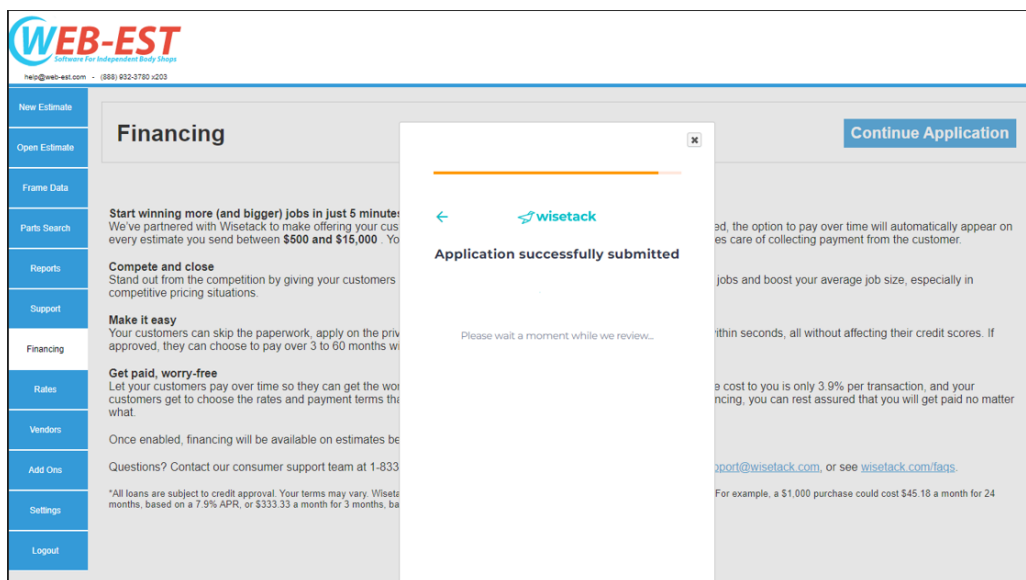 WEB-EST
Software For Independent Body Shops
help@web-est.com - (888) 932-3780 x203
New Estimate
Open Estimate
Frame Data
Parts Search
Reports
Support
Financing
Rates
Vendors
Add Ons
Settings
Logout
Financing
Continue Application
Start winning more (and bigger) jobs in just 5 minutes
We've partnered with Wisetack to make offering your cus
ed, the option to pay over time will automatically appear on
every estimate you send between $500 and $15,000 . Yo
es care of collecting payment from the customer.
Compete and close
Stand out from the competition by giving your customers
jobs and boost your average job size, especially in
competitive pricing situations.
Make it easy
Your customers can skip the paperwork, apply on the priv
ithin seconds, all without affecting their credit scores. If
approved, they can choose to pay over 3 to 60 months wi
Get paid, worry-free
Let your customers pay over time so they can get the wor
e cost to you is only 3.9% per transaction, and your
customers get to choose the rates and payment terms tha
ncing, you can rest assured that you will get paid no matter
what.
Once enabled, financing will be available on estimates be
Questions? Contact our consumer support team at 1-833
pport@wisetack.com, or see wisetack.com/faqs.
*All loans are subject to credit approval. Your terms may vary. Wiseta
For example, a $1,000 purchase could cost $45.18 a month for 24
months, based on a 7.9% APR, or $333.33 a month for 3 months, ba
wisetack
Application successfully submitted
Please wait a moment while we review...